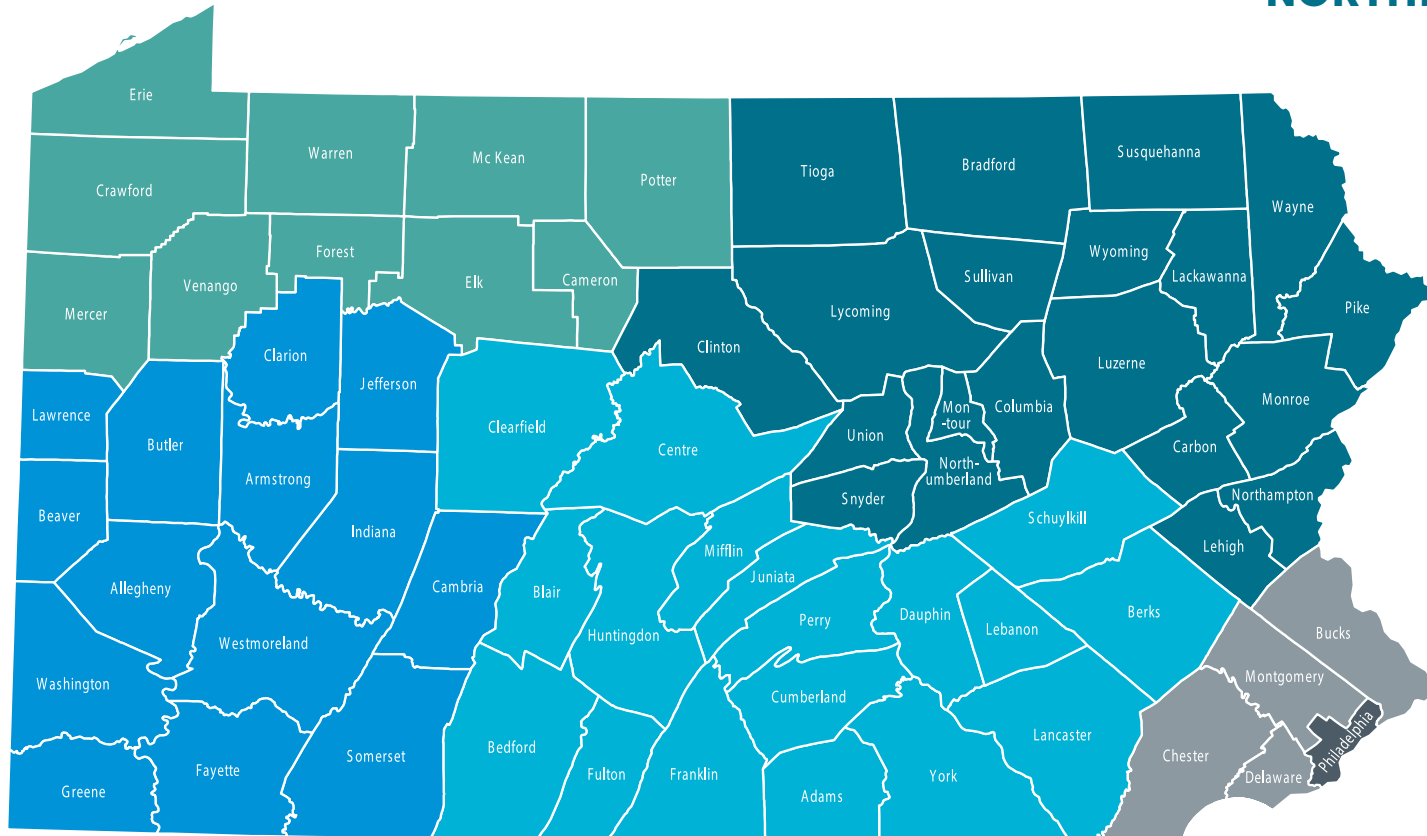 NORTHE
Erie
Warren
Mc Kean
Potter
Tioga
Bradford
Susquehanna
Wayne
Crawford
Forest
Venango
Elk
Cameron
Mercer
Sullivan
Wyoming
Lackawanna
Pike
Lycoming
Clinton
Clarion
Jefferson
Luzerne
Monroe
Lawrence
Butler
Clearfield
Centre
Union
Mon
-tour
Columbia
Carbon
Armstrong
North-
umberland
Snyder
Northampton
Beaver
Indiana
Schuylkill
Lehigh
Mifflin
Juniata
Allegheny
Cambria
Blair
Huntingdon
Perry
Dauphin
Lebanon
Berks
Westmoreland
Bucks
Washington
Cumberland
Montgomery
Somerset
Bedford
Lancaster
Chester
Philadelphia
Fayette
Fulton
Franklin
York
Delaware
Greene
Adams